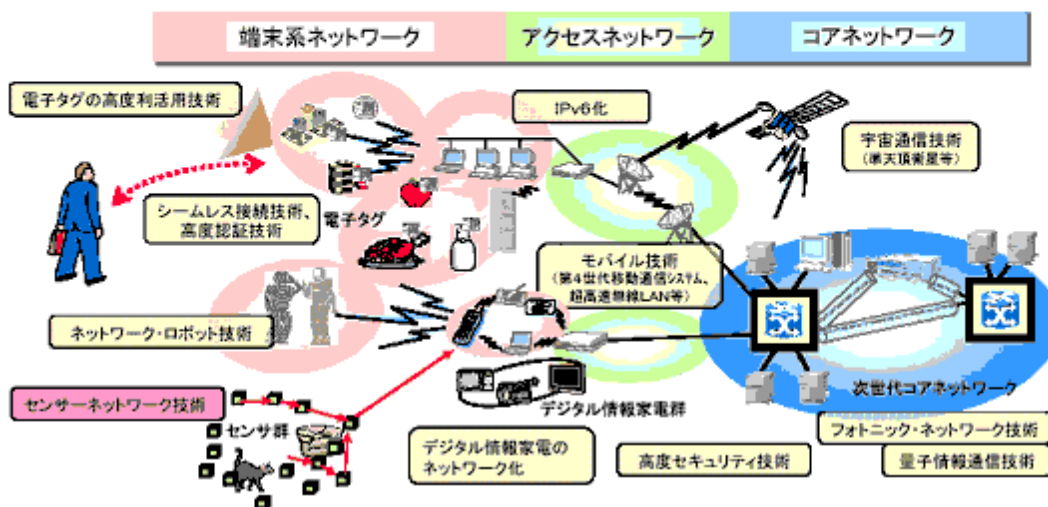 端末系ネットワーク
アクセスネットワーク
コアネットワーク
電子タグの高度利活用技術
IPv6化
宇宙通信技術
(準天頂衛星等)
シームレス接続技術、
高度認証技術
電子タグ
モバイル技術
(第4世代移動通信システム、
超高速無線LAN等)
ネットワーク・ロボット技術
センサーネットワーク技術
センサ群
デジタル情報家電群
次世代コアネットワーク
デジタル情報家電の
ネットワーク化
高度セキュリティ技術
フォトニック・ネットワーク技術
量子情報通信技術